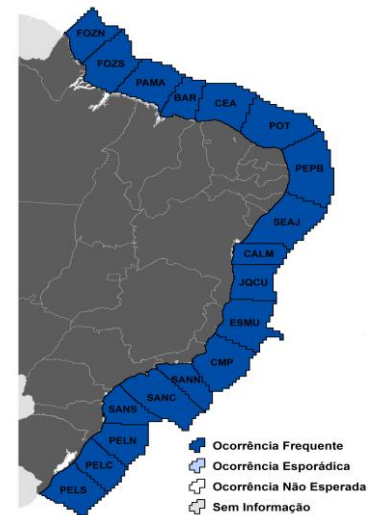 FOZN
FOZS
PAMA
BAR
CEA
POT
PEPB
SEAJ
CALM
JQCU
ESMU
CMP
SANN
SANC
SANS
PELN
PELC
PELS
Ocorrência Frequente
Ocorrência Esporádica
Ocorrência Não Esperada
Sem Informação